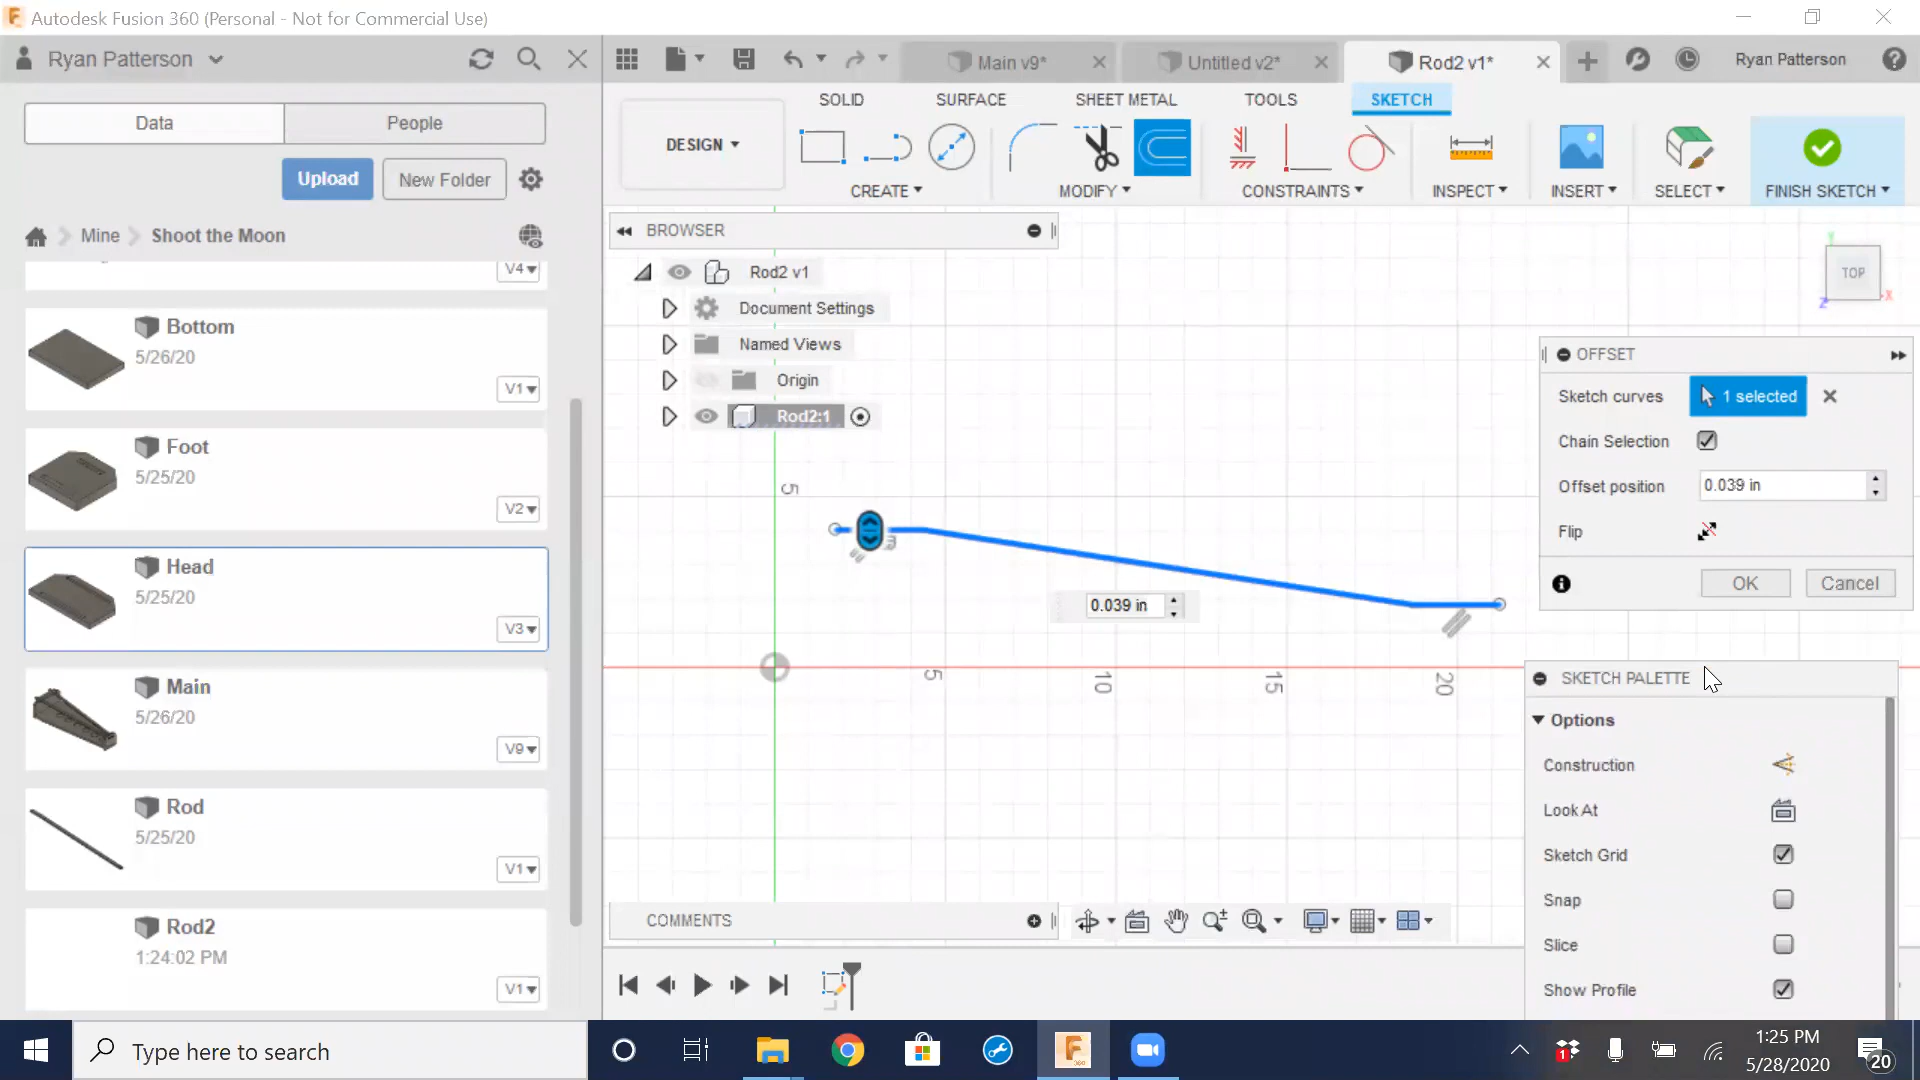 Autodesk Fusion 360 (Personal - Not for Commercial Use)
Ryan Patterson
Main v9*
Untitled v2*
Rod2 v1*
Ryan Patterson
Data
People
Upload
New Folder
Mine
Shoot the Moon
V4
Bottom
5/26/20
V1
Foot
5/25/20
V2
Head
5/25/20
V3
Main
5/26/20
V9
Rod
5/25/20
V1
Rod2
1:24:02 PM
V1
SOLID
SURFACE
SHEET METAL
TOOLS
SKETCH
DESIGN
CREATE
MODIFY
CONSTRAINTS
INSPECT
INSERT
SELECT
FINISH SKETCH
BROWSER
Rod2 v1
Document Settings
Named Views
Origin
Rod2:1
TOP
Y
X
Z
5
0.039 in
5
10
15
20
OFFSET
Sketch curves
1 selected
Chain Selection
Offset position
0.039 in
Flip
OK
Cancel
SKETCH PALETTE
Options
Construction
Look At
Sketch Grid
Snap
Slice
Show Profile
COMMENTS
Type here to search
F
360
1
1:25 PM
5/28/2020
20